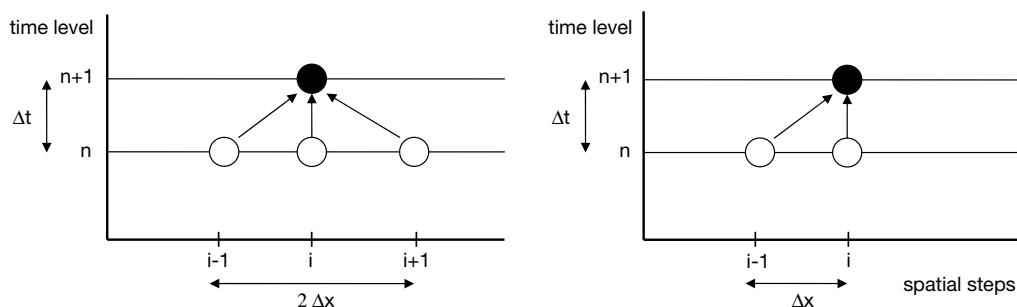 time level
n+1
Δt
n
i-1 i i+1
2 Δx
time level
n+1
Δt
n
i-1 i
Δx
spatial steps